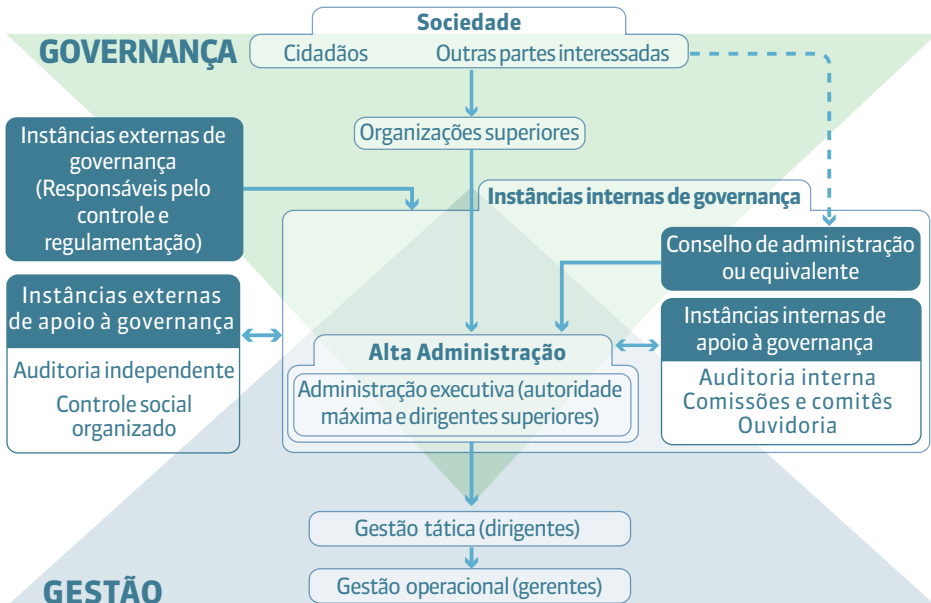 Sociedade
GOVERNANÇA
Cidadãos Outras partes interessadas
Organizações superiores
Instâncias externas de
governança
(Responsáveis pelo
controle e
regulamentação)
Instâncias internas de governança
Conselho de administração
ou equivalente
Instâncias externas
de apoio à governança
Auditoria independente
Controle social
organizado
Alta Administração
Administração executiva (autoridade
máxima e dirigentes superiores)
Instâncias internas de
apoio à governança
Auditoria interna
Comissões e comitês
Ouvidoria
Gestão tática (dirigentes)
Gestão operacional (gerentes)
GESTÃO